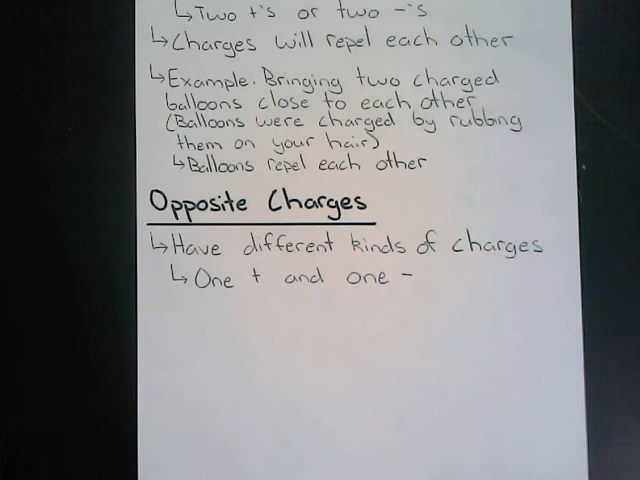 ↳Two +'s or two -'s
↳Charges will repel each other
↳Example. Bringing two charged
balloons close to each other
(Balloons were charged by rubbing
them on your hair)
↳Balloons repel each other
Opposite Charges
↳Have different kinds of charges
↳One + and one -